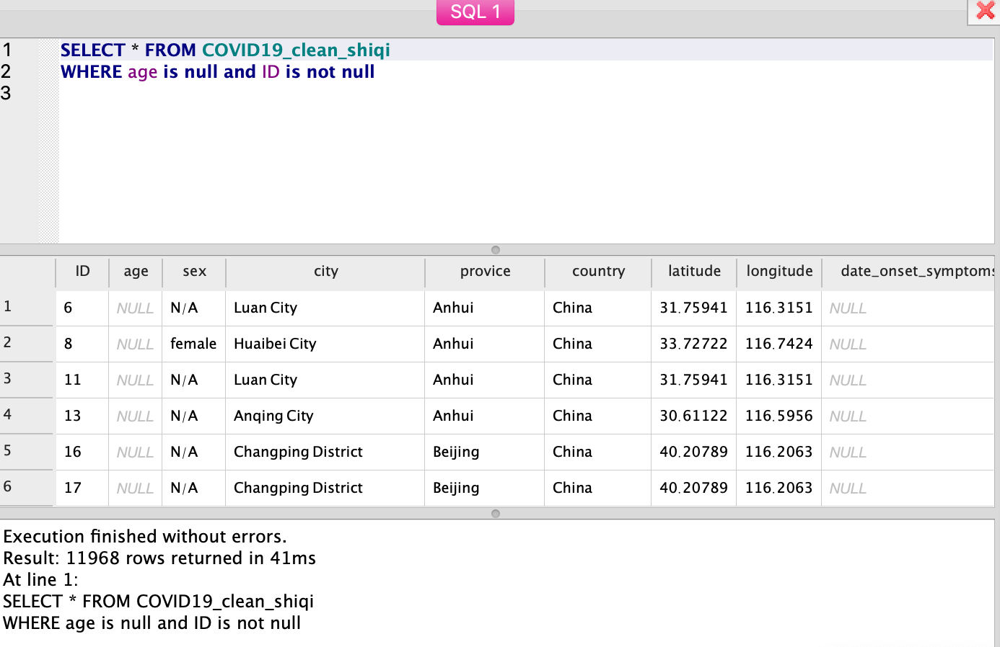 SQL 1
1 SELECT * FROM COVID19_clean_shiqi
2 WHERE age is null and ID is not null
3
ID age sex city provice country latitude longitude date_onset_symptoms
1 6 NULL N/A Luan City Anhui China 31.75941 116.3151 NULL
2 8 NULL female Huaibei City Anhui China 33.72722 116.7424 NULL
3 11 NULL N/A Luan City Anhui China 31.75941 116.3151 NULL
4 13 NULL N/A Anqing City Anhui China 30.61122 116.5956 NULL
5 16 NULL N/A Changping District Beijing China 40.20789 116.2063 NULL
6 17 NULL N/A Changping District Beijing China 40.20789 116.2063 NULL
Execution finished without errors.
Result: 11968 rows returned in 41ms
At line 1:
SELECT * FROM COVID19_clean_shiqi
WHERE age is null and ID is not null